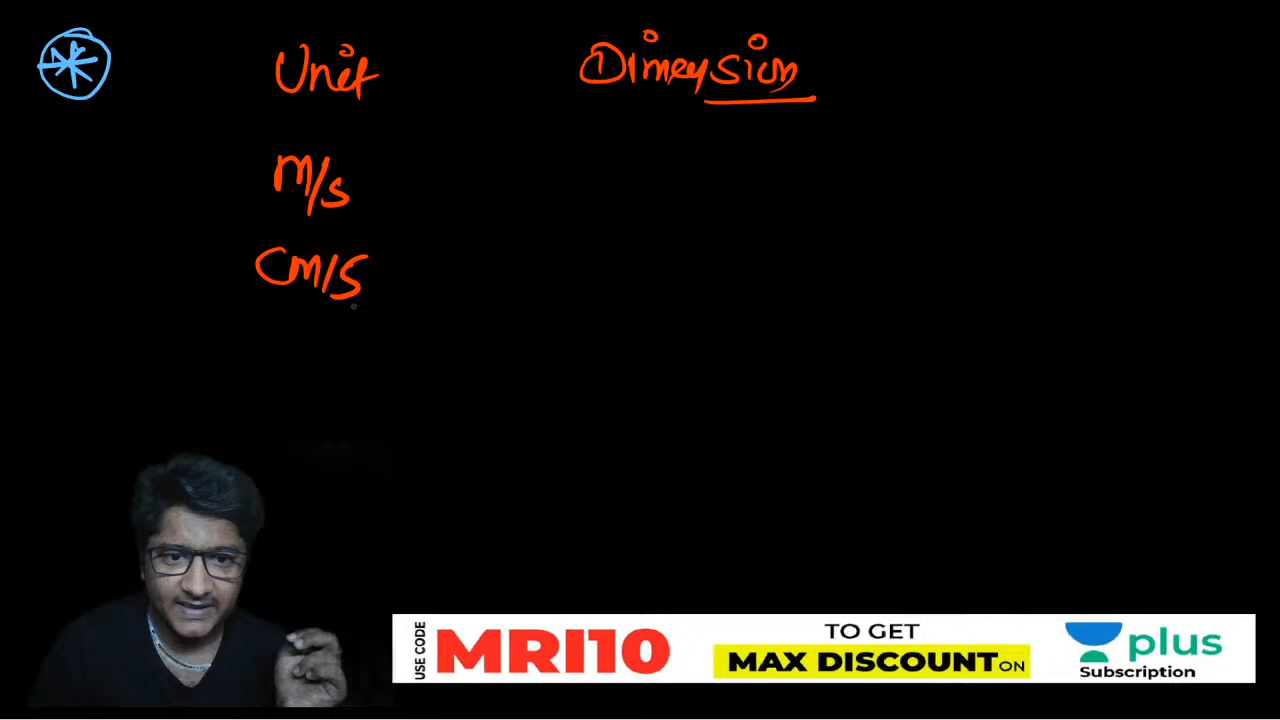 Unit Dimension
m/s
cm/s
USE CODE MRI10 TO GET MAX DISCOUNT ON plus Subscription